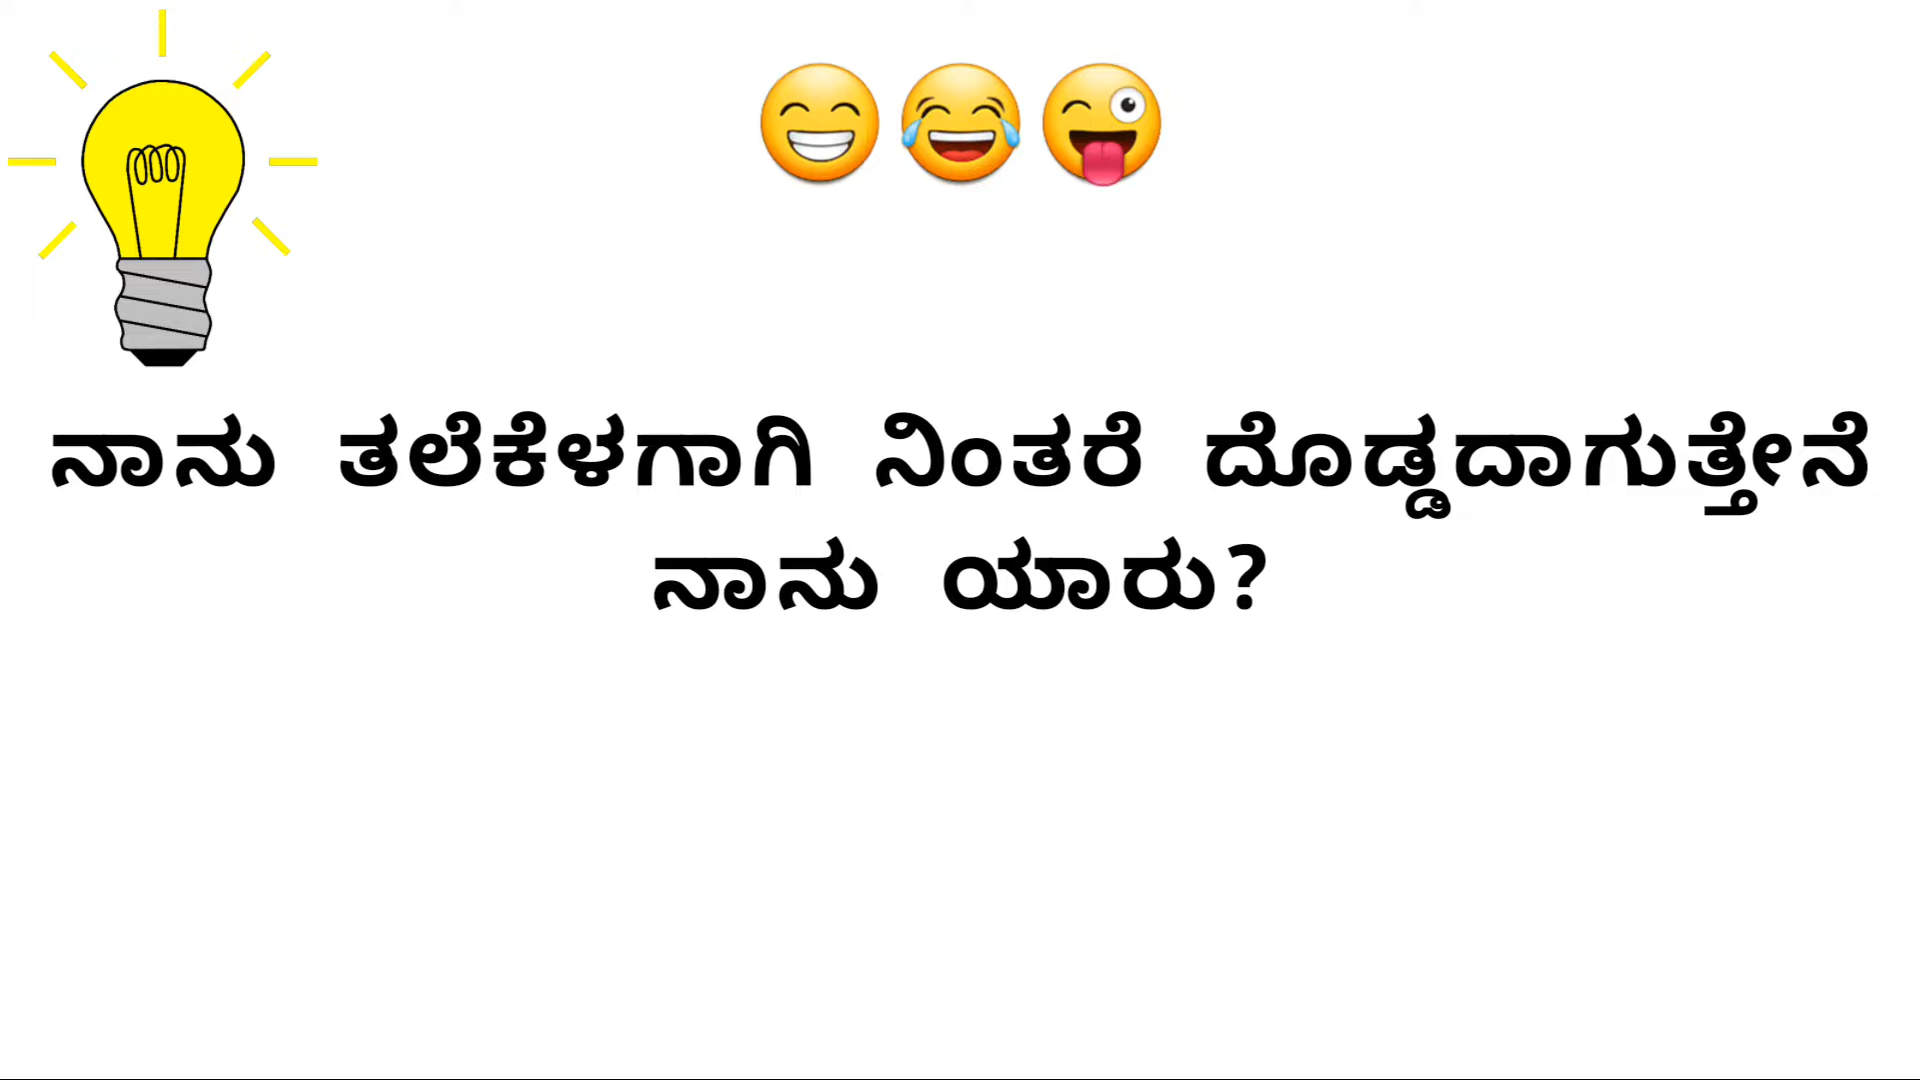 ನಾನು ತಲೆಕೆಳಗಾಗಿ ನಿಂತರೆ ದೊಡ್ಡದಾಗುತ್ತೇನೆ
ನಾನು ಯಾರು?